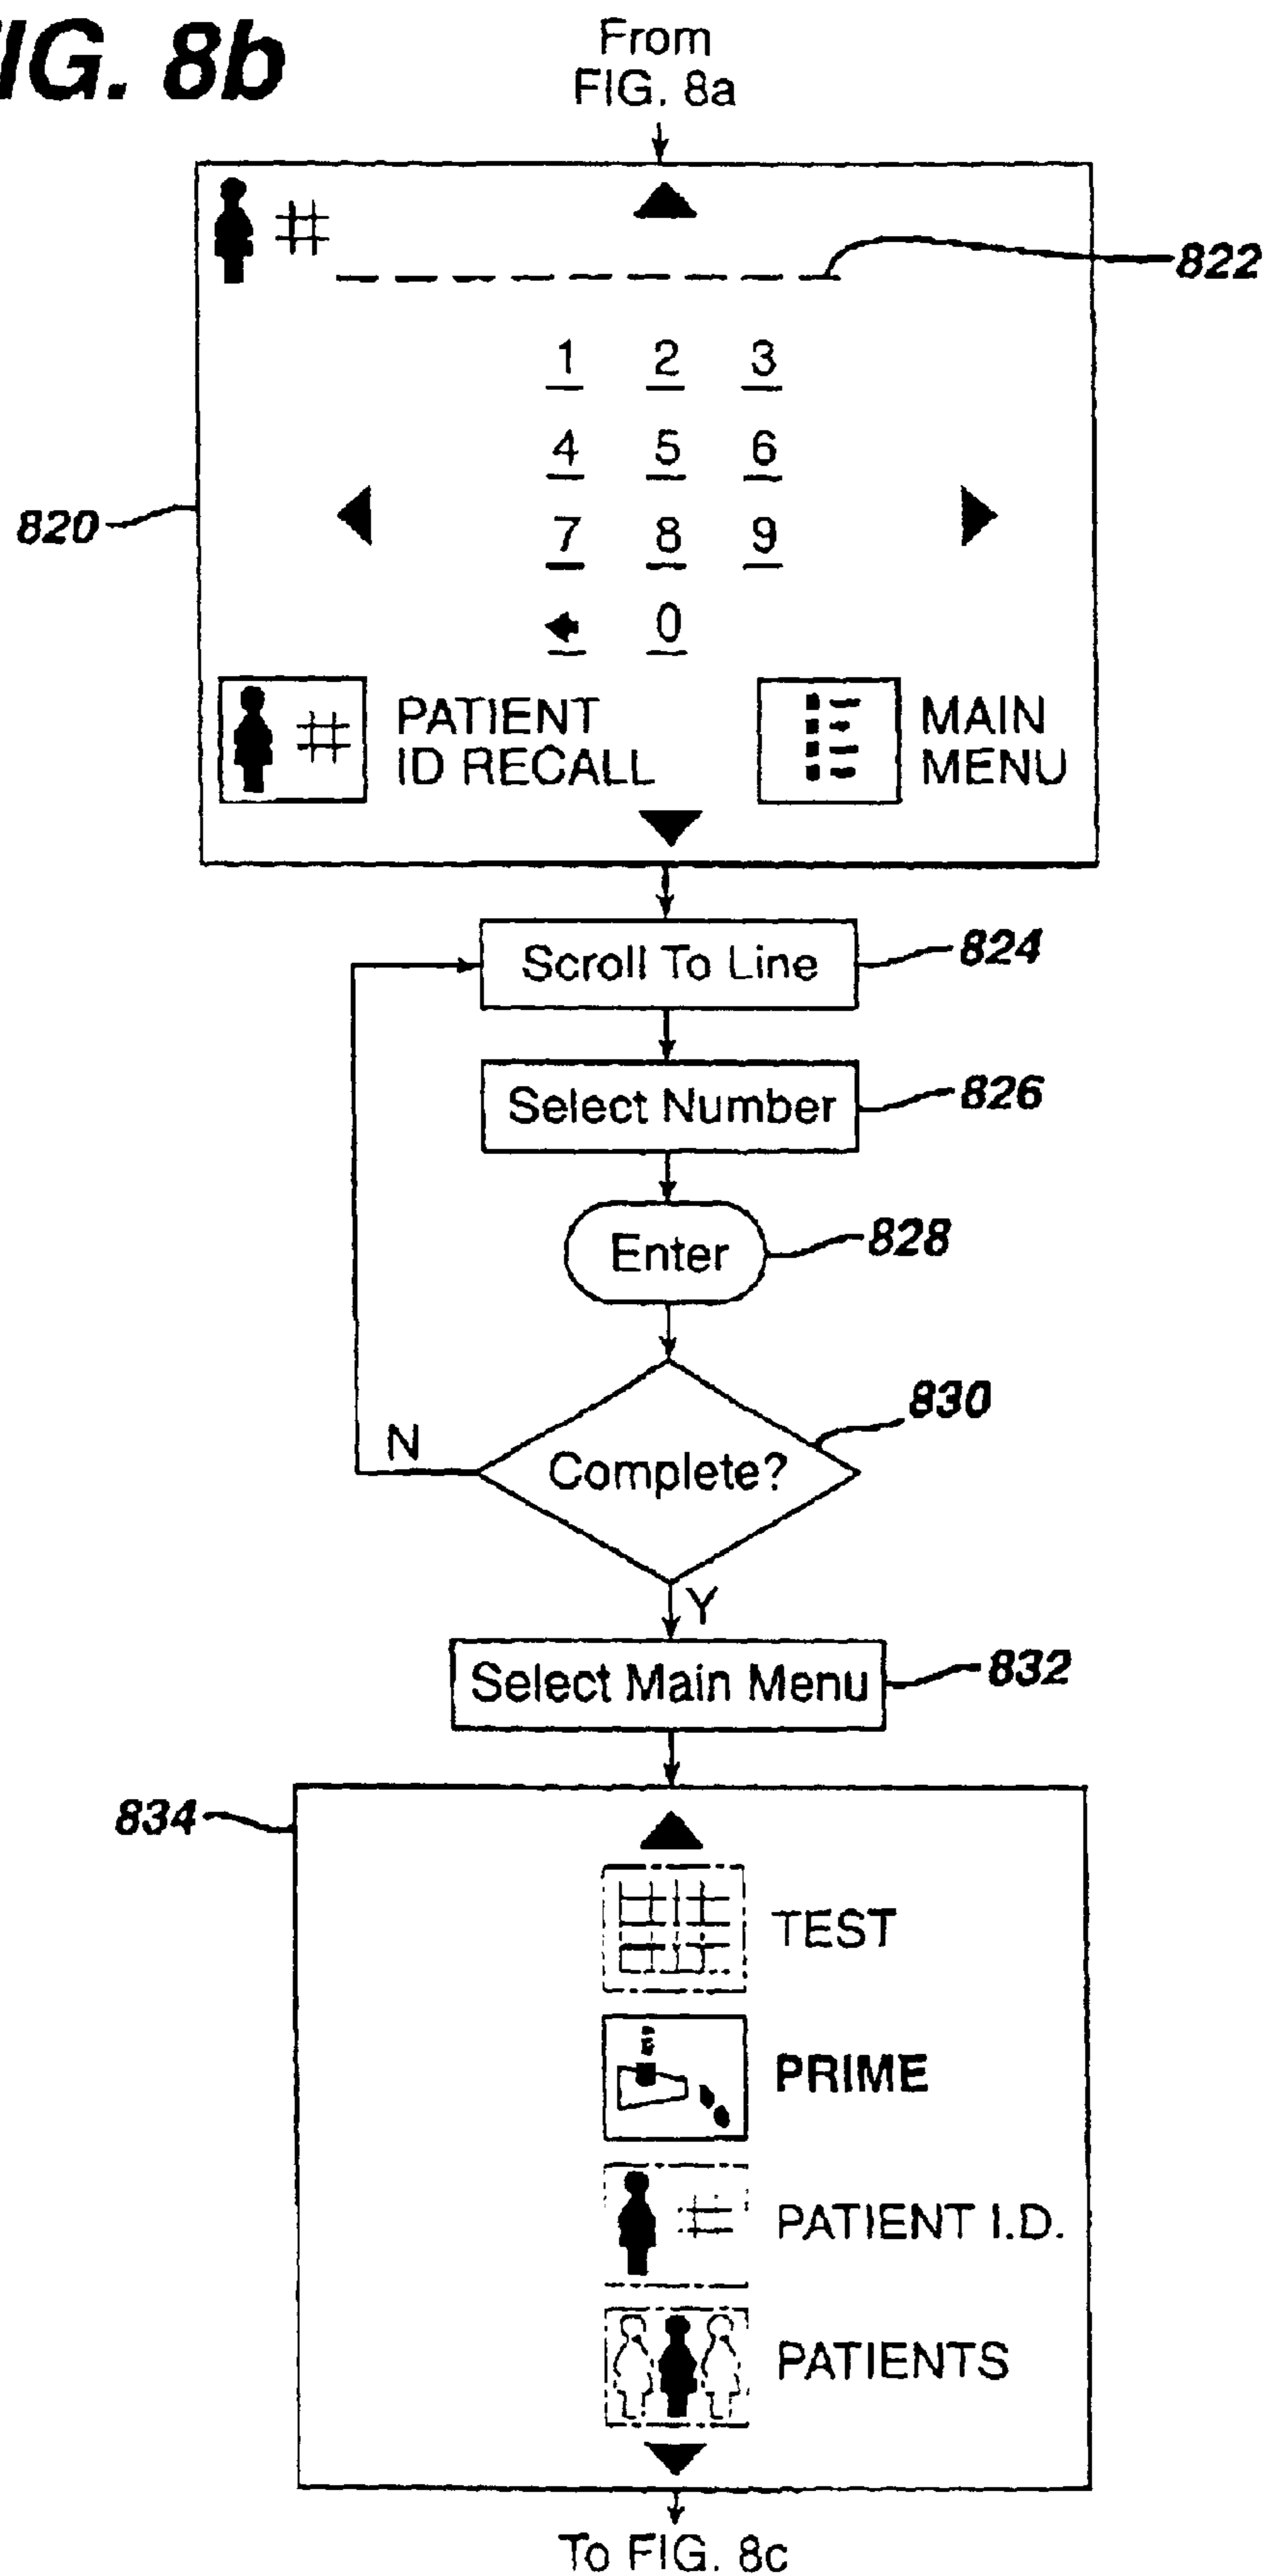 FIG. 8b
From
FIG. 8a
#
822
1 2 3
4 5 6
820
7 8 9
0
# PATIENT
ID RECALL
MAIN
MENU
Scroll To Line
824
Select Number
826
Enter
828
830
Complete?
N
Y
Select Main Menu
832
834
TEST
PRIME
# PATIENT I.D.
PATIENTS
To FIG. 8c